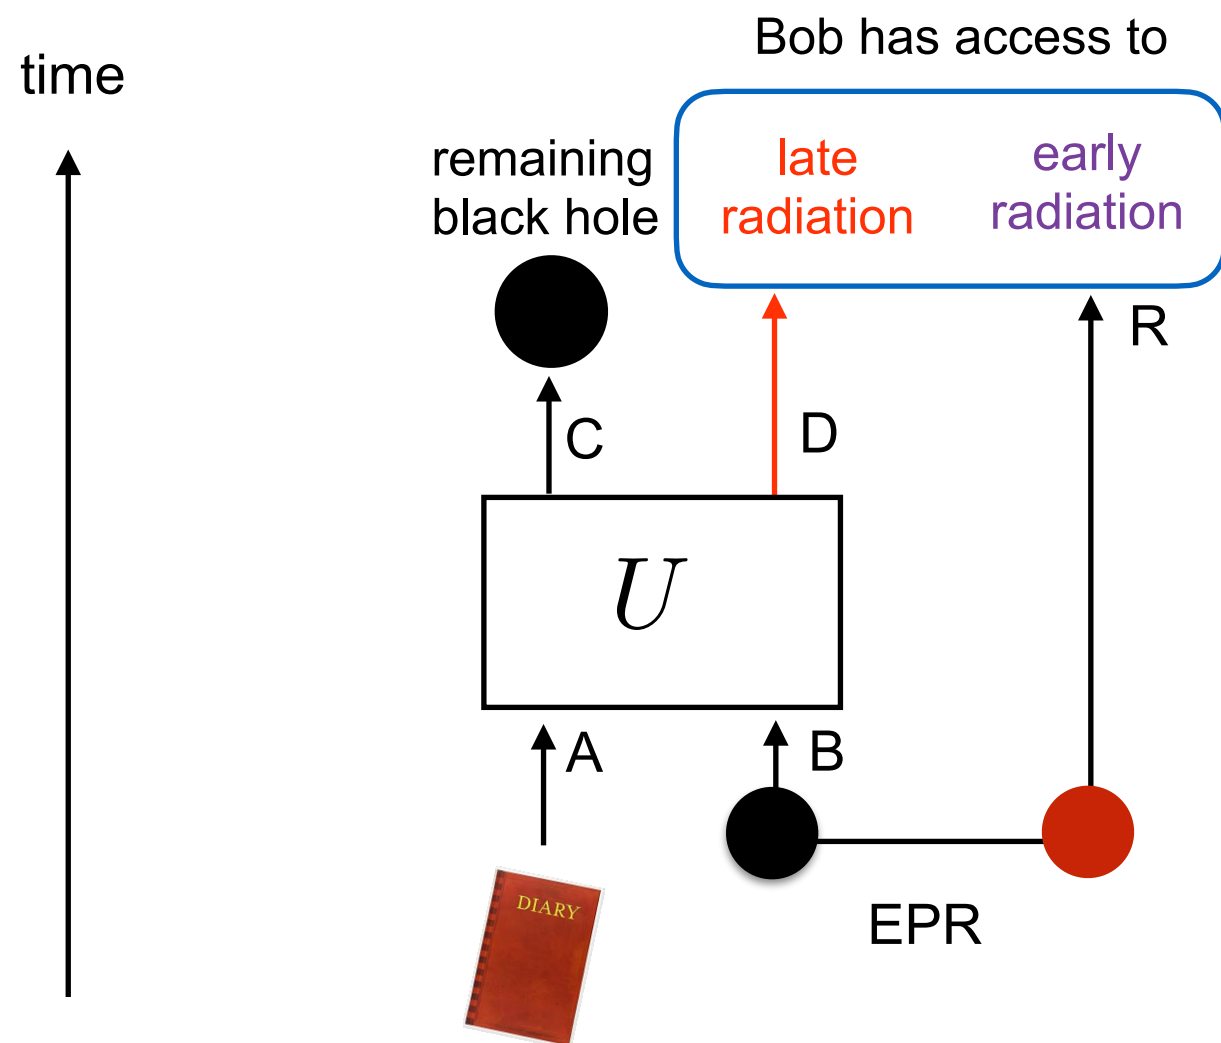 Bob has access to
time
remaining
black hole
late
radiation
early
radiation
R
C
D
U
A
B
DIARY
EPR